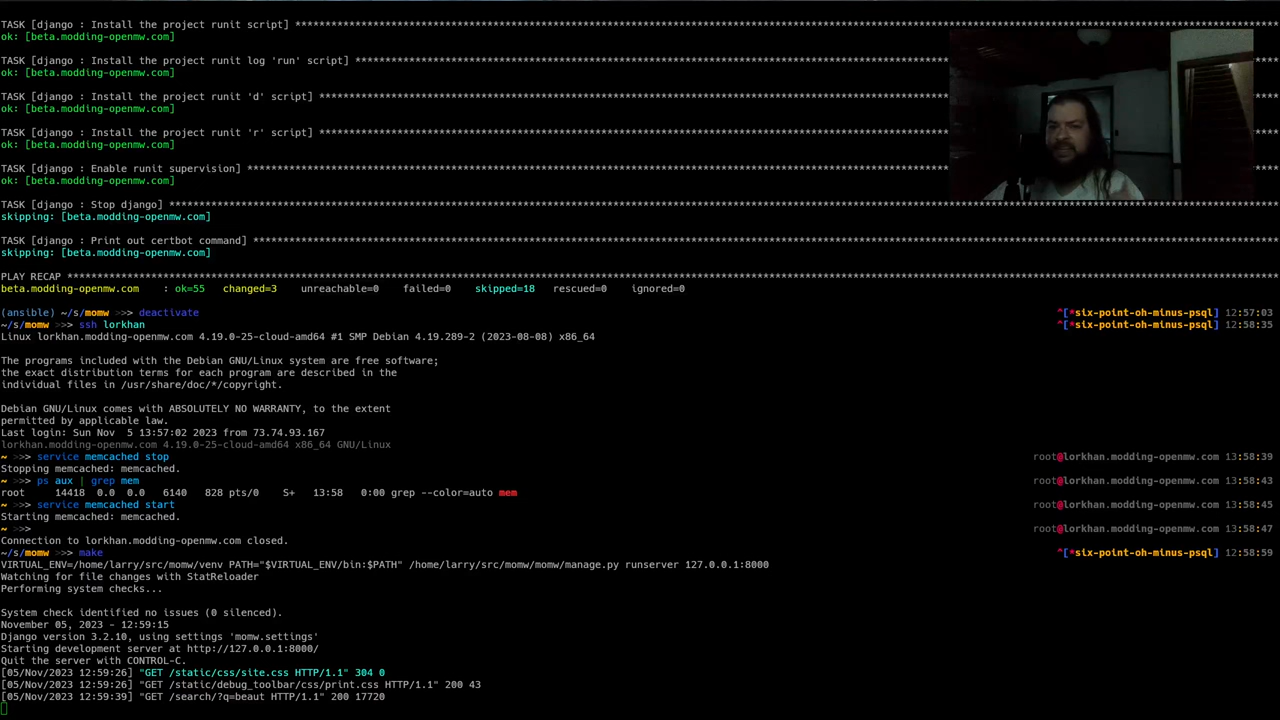 TASK [django : Install the project runit script] ****************************************************************************************************************************************************************
ok: [beta.modding-openmw.com]
TASK [django : Install the project runit log 'run' script] ****************************************************************************************************
ok: [beta.modding-openmw.com]
TASK [django : Install the project runit 'd' script] ****************************************************************************************************
ok: [beta.modding-openmw.com]
TASK [django : Install the project runit 'r' script] ****************************************************************************************************
ok: [beta.modding-openmw.com]
TASK [django : Enable runit supervision] ****************************************************************************************************
ok: [beta.modding-openmw.com]
TASK [django : Stop django] ****************************************************************************************************
skipping: [beta.modding-openmw.com]
TASK [django : Print out certbot command] ****************************************************************************************************
skipping: [beta.modding-openmw.com]
PLAY RECAP ****************************************************************************************************
beta.modding-openmw.com    : ok=55   changed=3    unreachable=0    failed=0    skipped=18   rescued=0    ignored=0
(ansible) ~/s/momw >>> deactivate ^[*six-point-oh-minus-psql] 12:57:03
~/s/momw >>> ssh lorkhan ^[*six-point-oh-minus-psql] 12:58:35
Linux lorkhan.modding-openmw.com 4.19.0-25-cloud-amd64 #1 SMP Debian 4.19.289-2 (2023-08-08) x86_64
The programs included with the Debian GNU/Linux system are free software;
the exact distribution terms for each program are described in the
individual files in /usr/share/doc/*/copyright.
Debian GNU/Linux comes with ABSOLUTELY NO WARRANTY, to the extent
permitted by applicable law.
Last login: Sun Nov  5 13:57:02 2023 from 73.74.93.167
lorkhan.modding-openmw.com 4.19.0-25-cloud-amd64 x86_64 GNU/Linux
~ >>> service memcached stop root@lorkhan.modding-openmw.com 13:58:39
Stopping memcached: memcached.
~ >>> ps aux | grep mem root@lorkhan.modding-openmw.com 13:58:43
root     14418  0.0  0.0   6140   828 pts/0    S+   13:58   0:00 grep --color=auto mem
~ >>> service memcached start root@lorkhan.modding-openmw.com 13:58:45
Starting memcached: memcached.
~ >>> root@lorkhan.modding-openmw.com 13:58:47
Connection to lorkhan.modding-openmw.com closed.
~/s/momw >>> make ^[*six-point-oh-minus-psql] 12:58:59
VIRTUAL_ENV=/home/larry/src/momw/venv PATH="$VIRTUAL_ENV/bin:$PATH" /home/larry/src/momw/momw/manage.py runserver 127.0.0.1:8000
Watching for file changes with StatReloader
Performing system checks...
System check identified no issues (0 silenced).
November 05, 2023 - 12:59:15
Django version 3.2.10, using settings 'momw.settings'
Starting development server at http://127.0.0.1:8000/
Quit the server with CONTROL-C.
[05/Nov/2023 12:59:26] "GET /static/css/site.css HTTP/1.1" 304 0
[05/Nov/2023 12:59:26] "GET /static/debug_toolbar/css/print.css HTTP/1.1" 200 43
[05/Nov/2023 12:59:39] "GET /search/?q=beaut HTTP/1.1" 200 17720